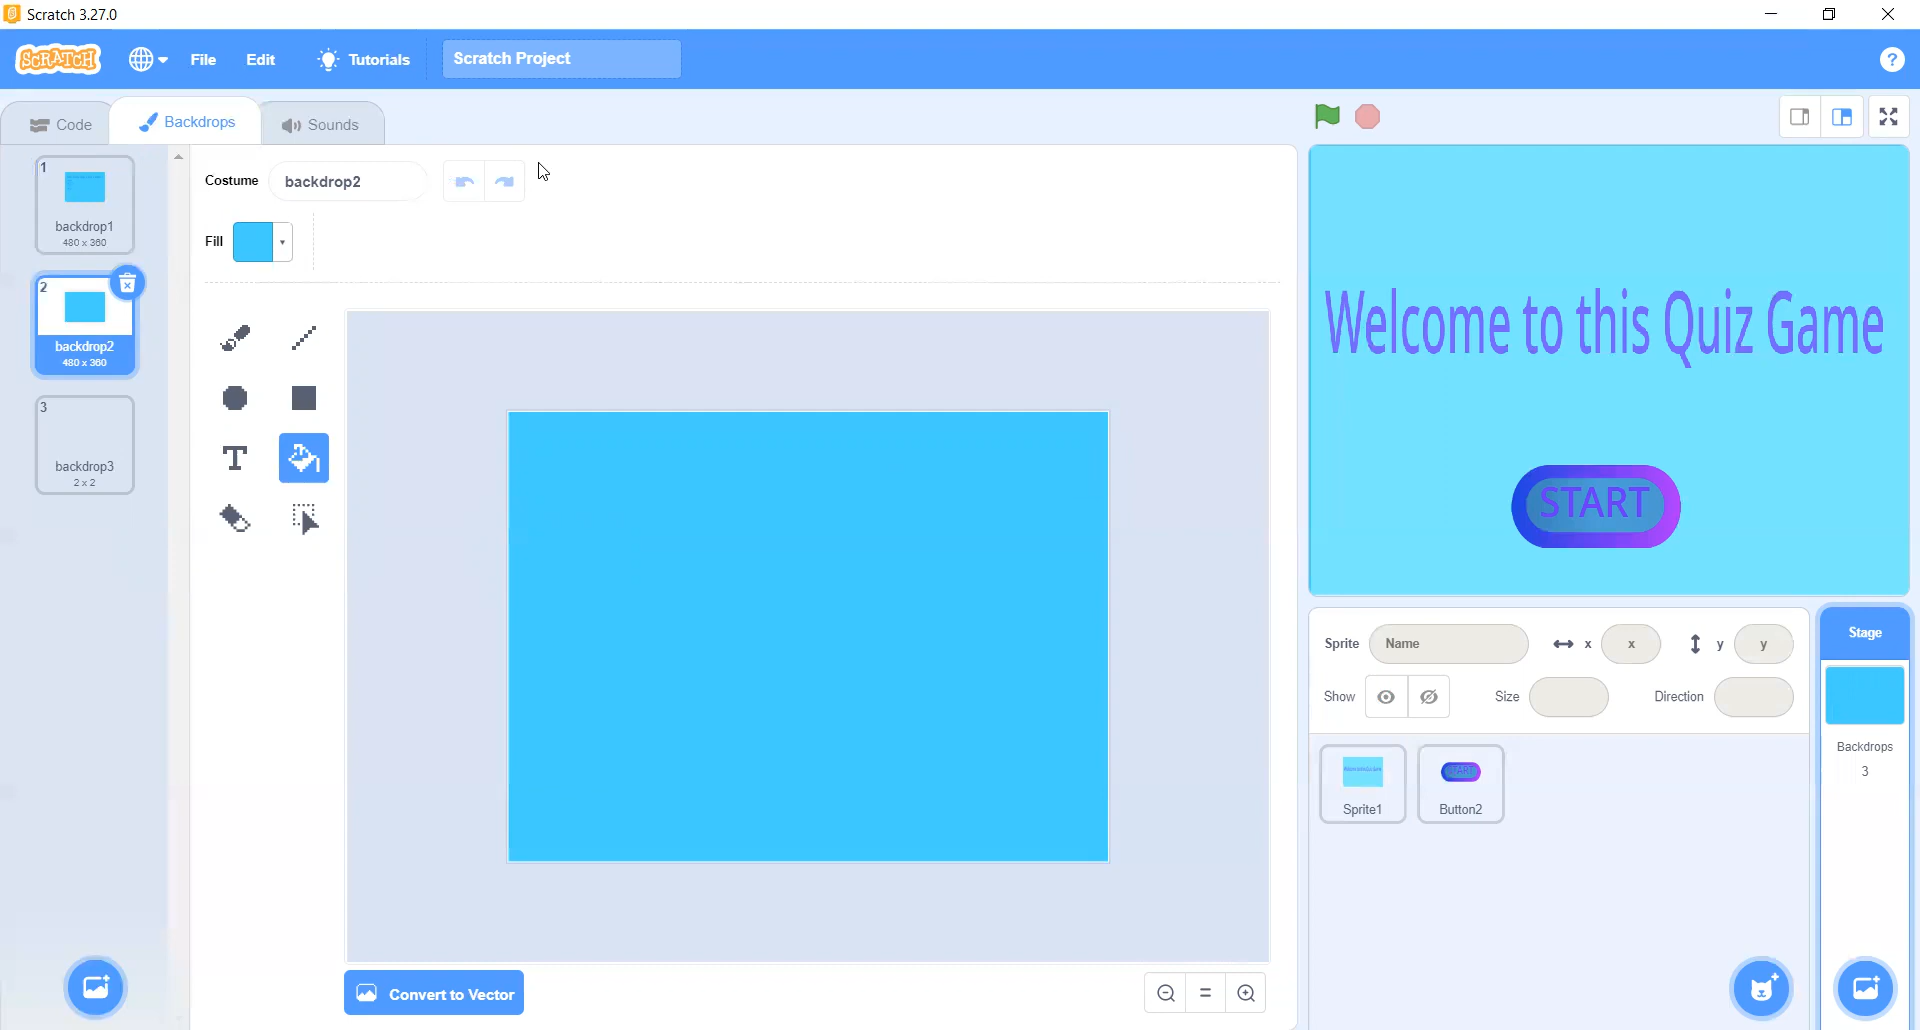 Scratch 3.27.0
SCRATCH File Edit Tutorials Scratch Project ?
Code Backdrops Sounds
1
backdrop1
480 x 360
2
backdrop2
480 x 360
3
backdrop3
2 x 2
Costume backdrop2
Fill
T
Convert to Vector
Welcome to this Quiz Game
START
Sprite Name x x y y
Show Size Direction
Sprite1
START
Button2
Stage
Backdrops
3